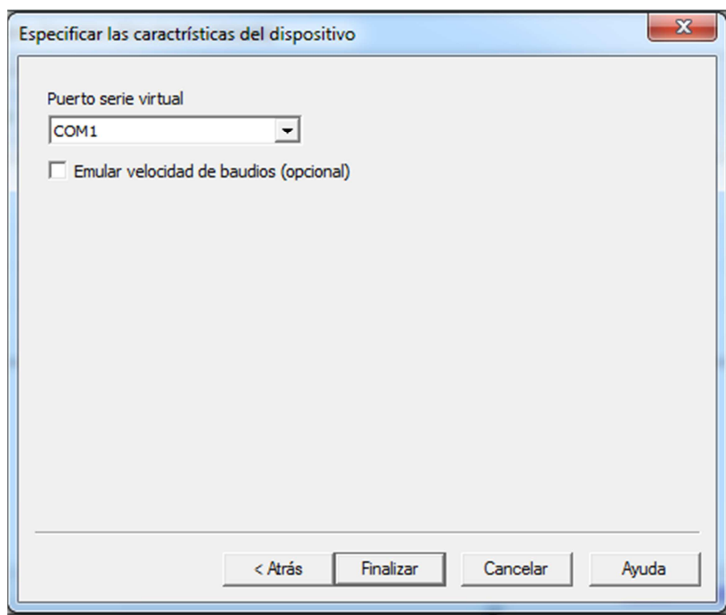 Especificar las caractrísticas del dispositivo
Puerto serie virtual
COM1
Emular velocidad de baudios (opcional)
< Atrás
Finalizar
Cancelar
Ayuda